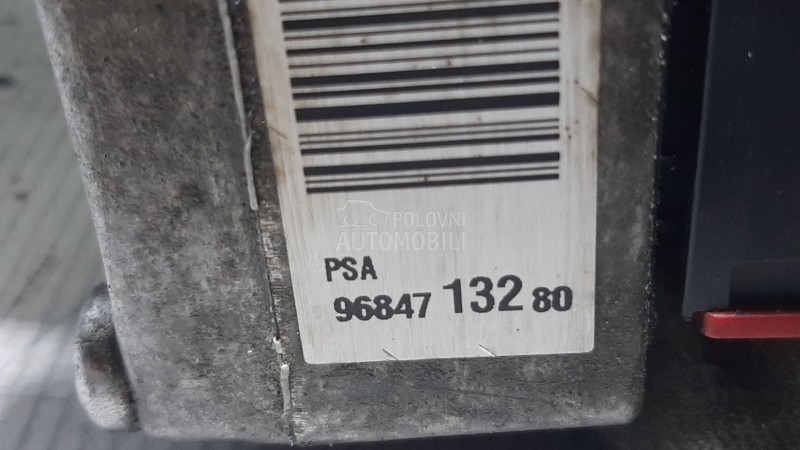 POLOVNI
AUTOMOBILI
PSA
96847 132 80